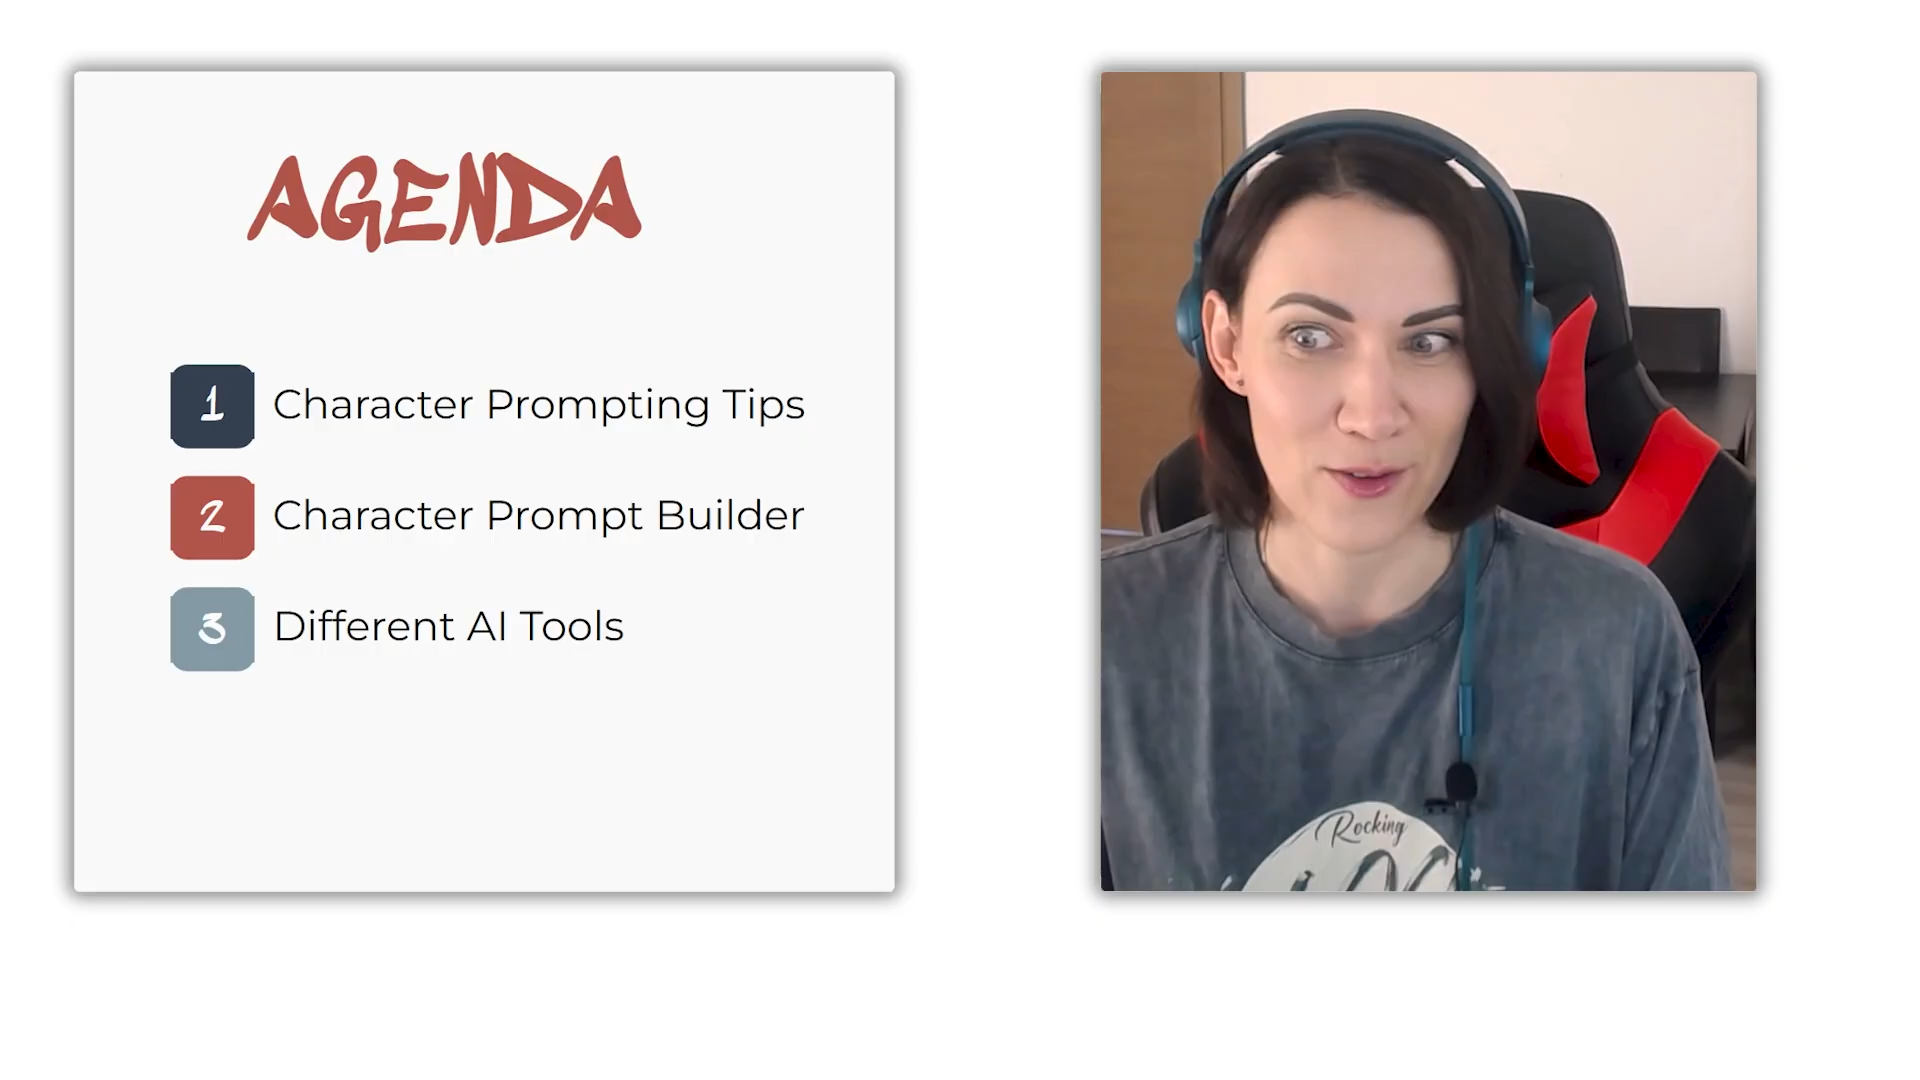 AGENDA
1 Character Prompting Tips
2 Character Prompt Builder
3 Different AI Tools
Rocking